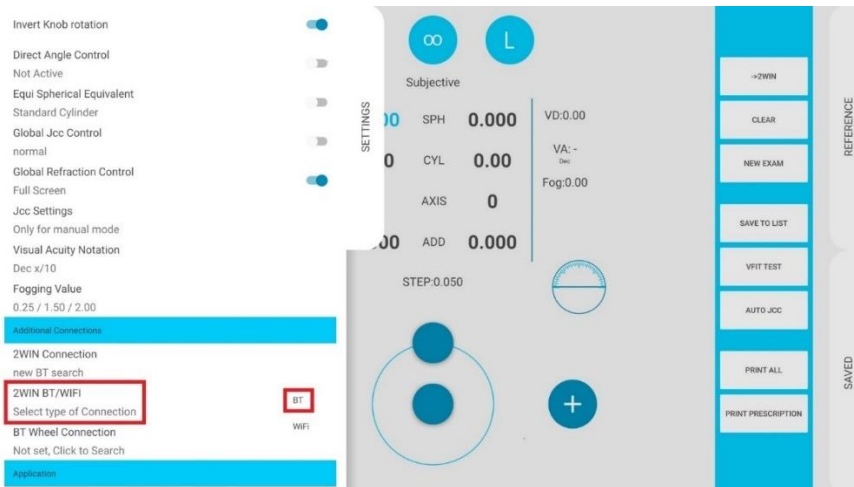 Invert Knob rotation
Direct Angle Control
Not Active
Equi Spherical Equivalent
Standard Cylinder
Global Jcc Control
normal
Global Refraction Control
Full Screen
Jcc Settings
Only for manual mode
Visual Acuity Notation
Dec x/10
Fogging Value
0.25 / 1.50 / 2.00
Additional Connections
2WIN Connection
new BT search
2WIN BT/WIFI
Select type of Connection
BT
WiFi
BT Wheel Connection
Not set, Click to Search
Application
SETTINGS
∞ L
Subjective
00 SPH 0.000
0 CYL 0.00
AXIS 0
00 ADD 0.000
STEP:0.050
VD:0.00
VA: -
Dec
Fog:0.00
+
->2WIN
CLEAR
NEW EXAM
SAVE TO LIST
VFIT TEST
AUTO JCC
PRINT ALL
PRINT PRESCRIPTION
REFERENCE
SAVED